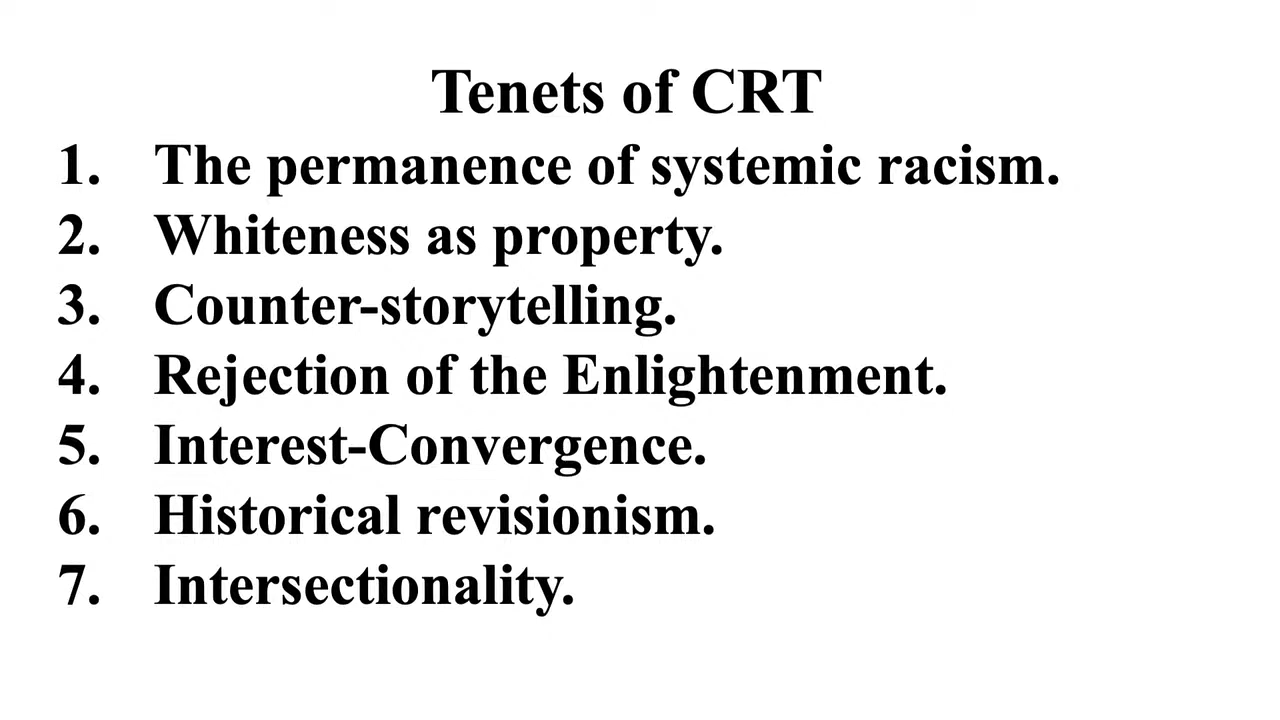 Tenets of CRT
1. The permanence of systemic racism.
2. Whiteness as property.
3. Counter-storytelling.
4. Rejection of the Enlightenment.
5. Interest-Convergence.
6. Historical revisionism.
7. Intersectionality.